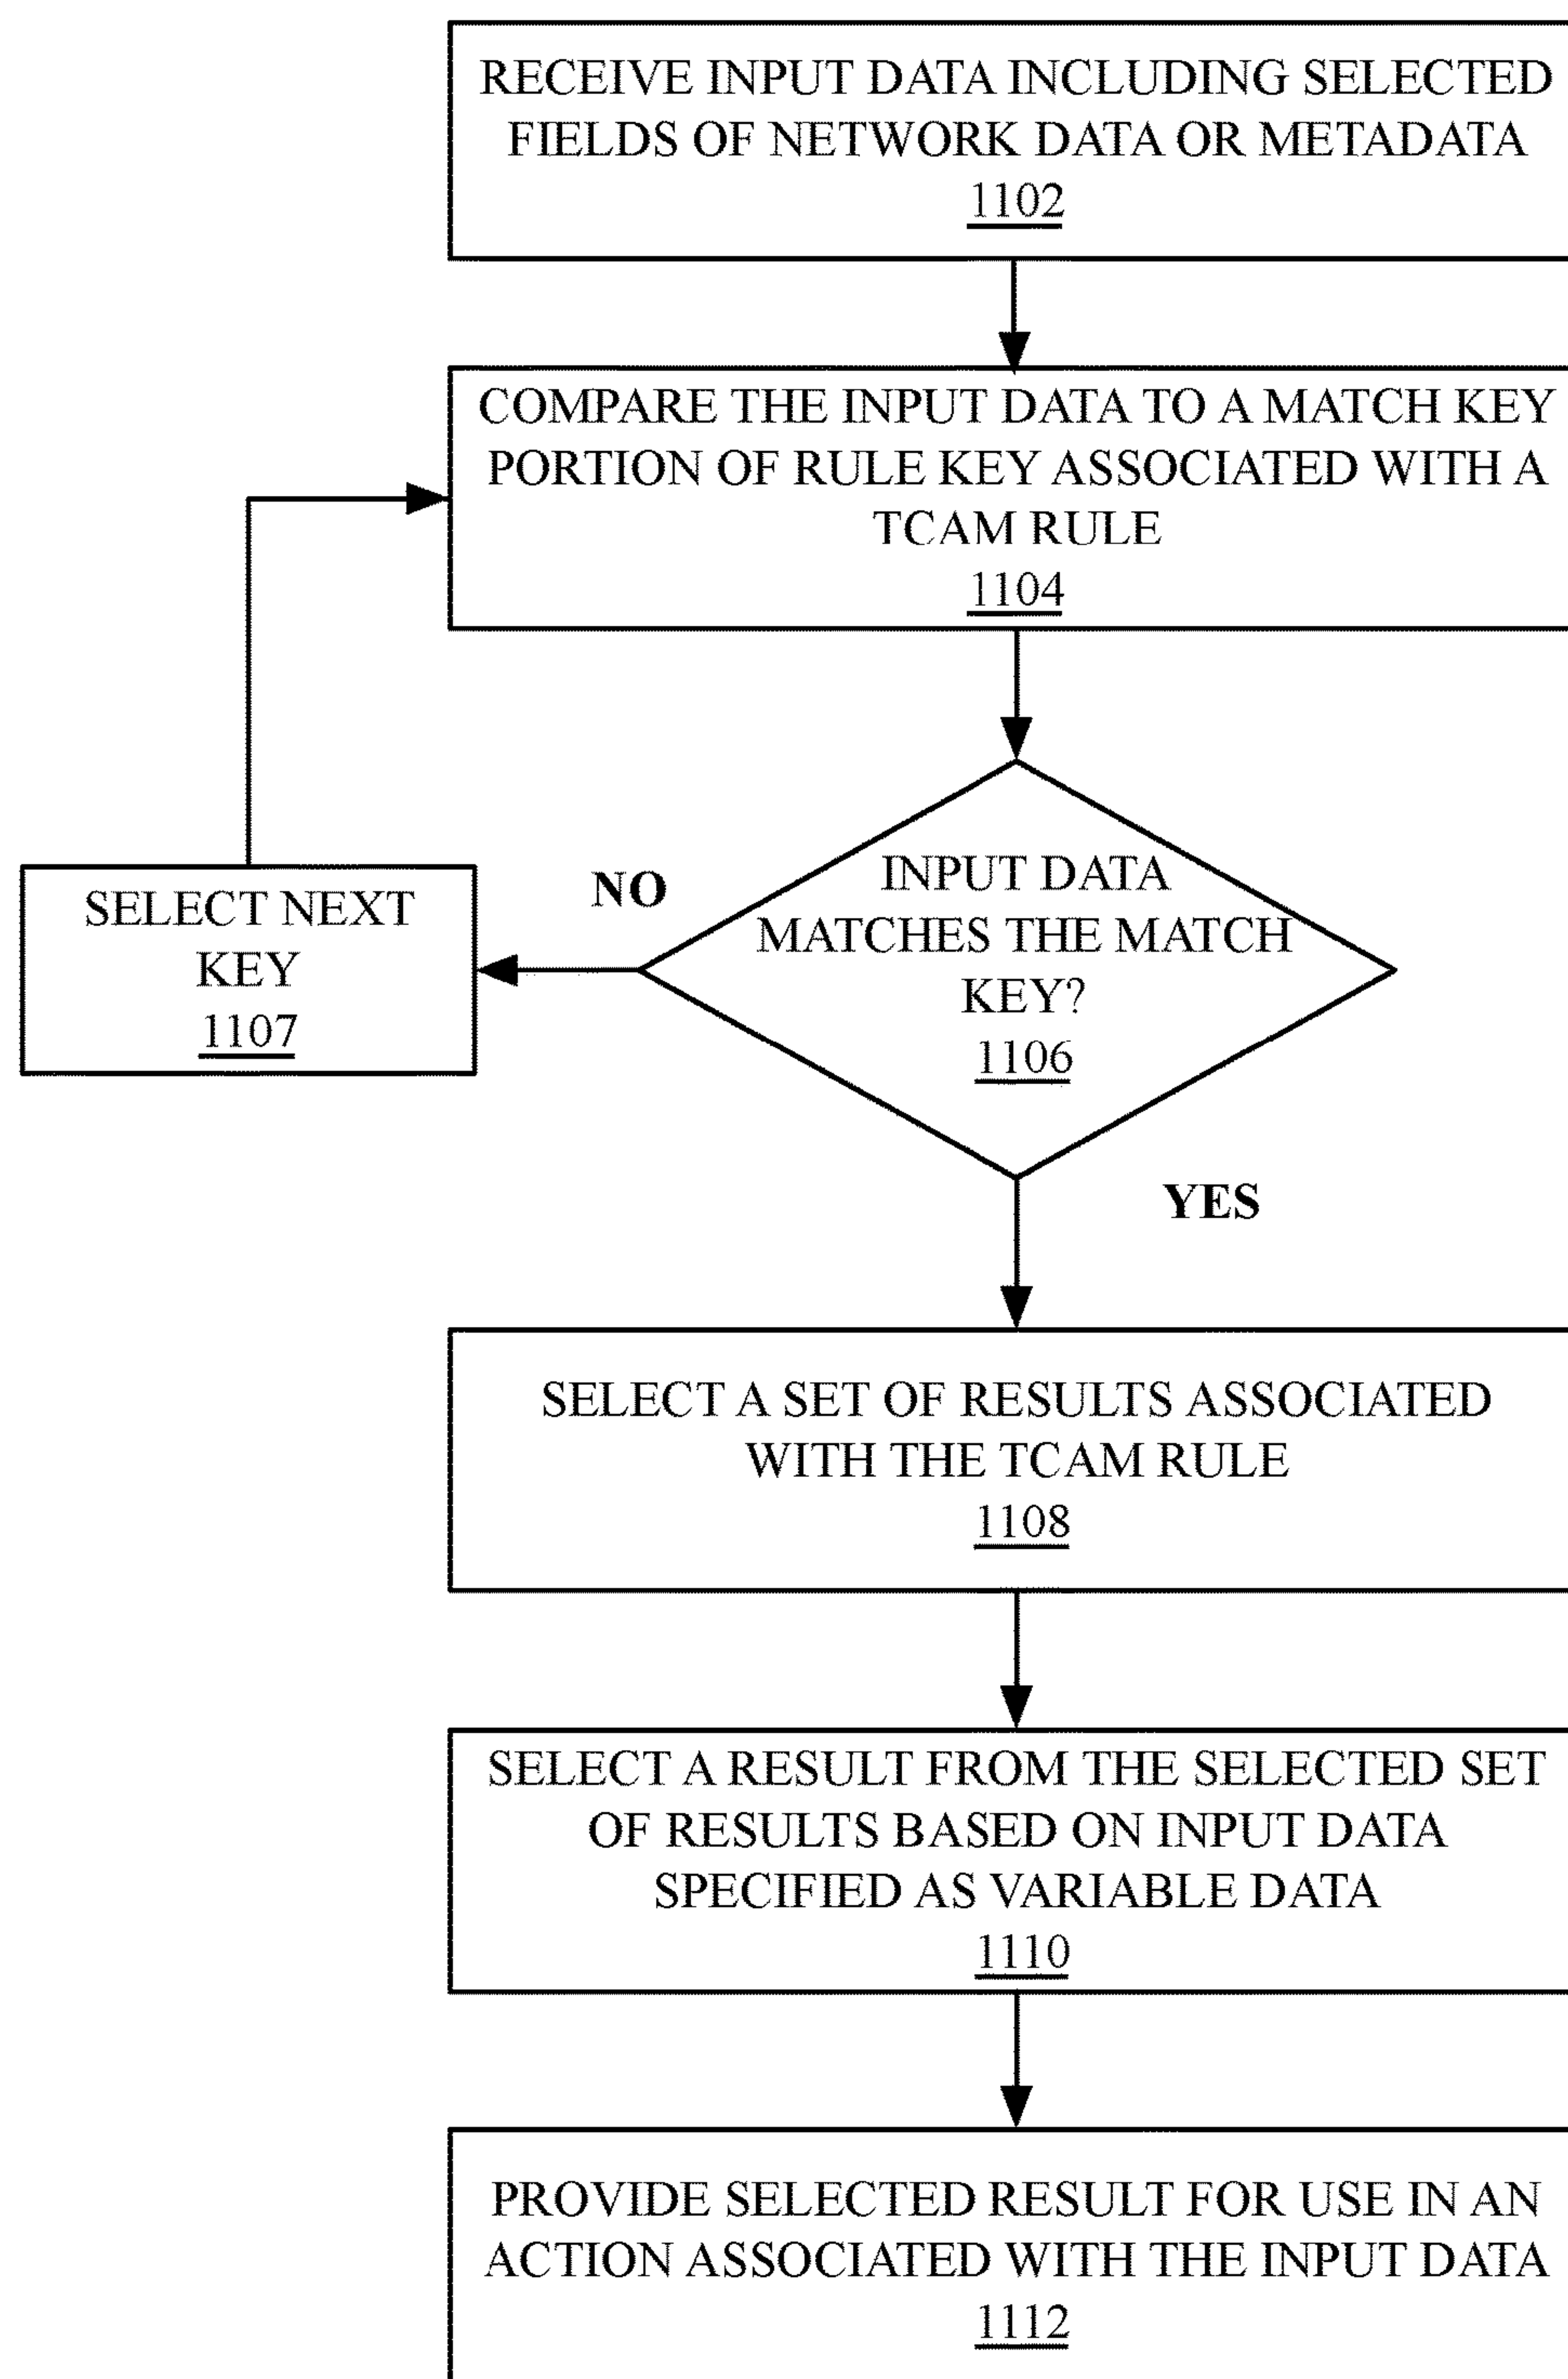 RECEIVE INPUT DATA INCLUDING SELECTED
FIELDS OF NETWORK DATA OR METADATA
1102
COMPARE THE INPUT DATA TO A MATCH KEY
PORTION OF RULE KEY ASSOCIATED WITH A
TCAM RULE
1104
INPUT DATA
MATCHES THE MATCH
KEY?
1106
NO
SELECT NEXT
KEY
1107
YES
SELECT A SET OF RESULTS ASSOCIATED
WITH THE TCAM RULE
1108
SELECT A RESULT FROM THE SELECTED SET
OF RESULTS BASED ON INPUT DATA
SPECIFIED AS VARIABLE DATA
1110
PROVIDE SELECTED RESULT FOR USE IN AN
ACTION ASSOCIATED WITH THE INPUT DATA
1112